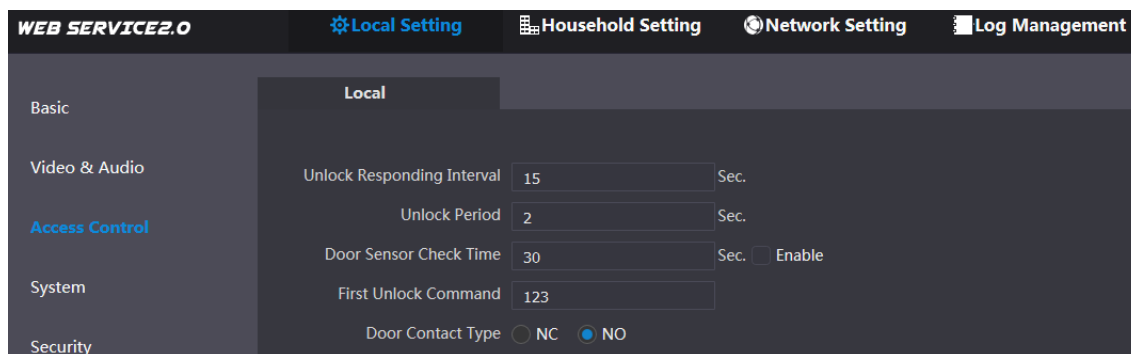 WEB SERVICE2.0 Local Setting Household Setting Network Setting Log Management
Local
Basic
Video & Audio
Access Control
System
Security
Unlock Responding Interval 15 Sec.
Unlock Period 2 Sec.
Door Sensor Check Time 30 Sec. Enable
First Unlock Command 123
Door Contact Type NC NO